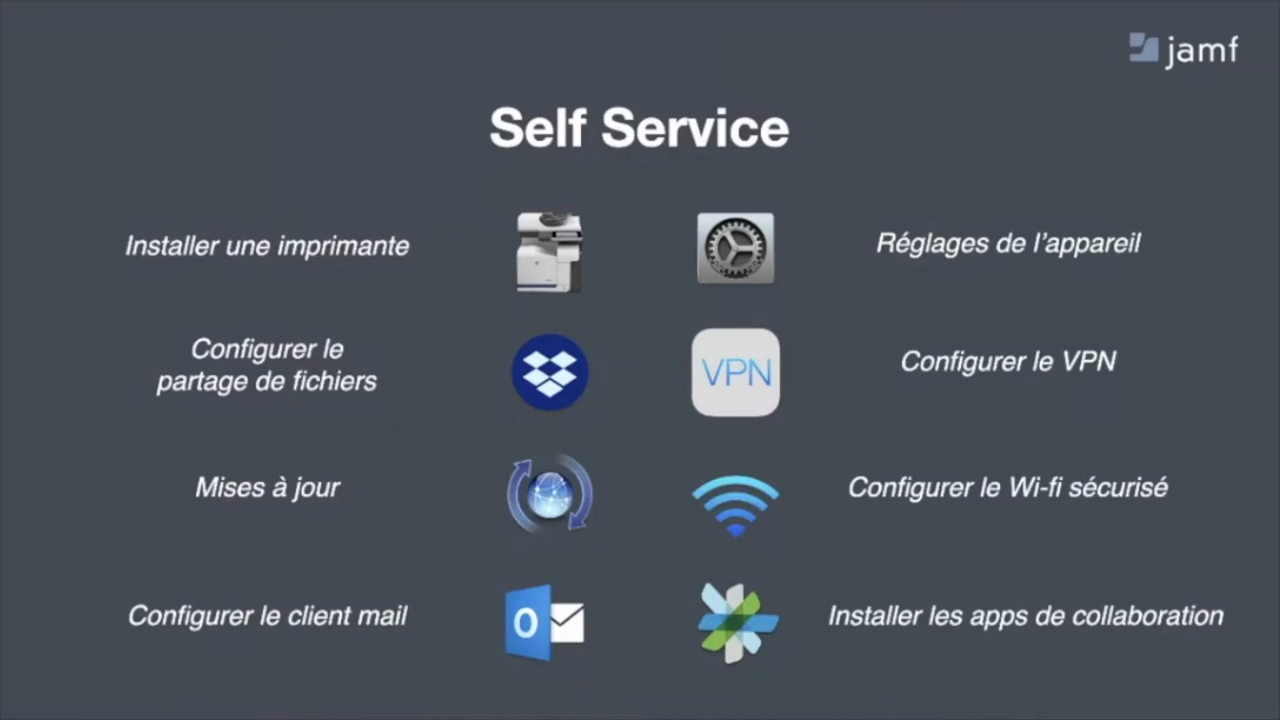 jamf
Self Service
Installer une imprimante
Réglages de l'appareil
Configurer le
partage de fichiers
VPN
Configurer le VPN
Mises à jour
Configurer le Wi-fi sécurisé
Configurer le client mail
O
Installer les apps de collaboration